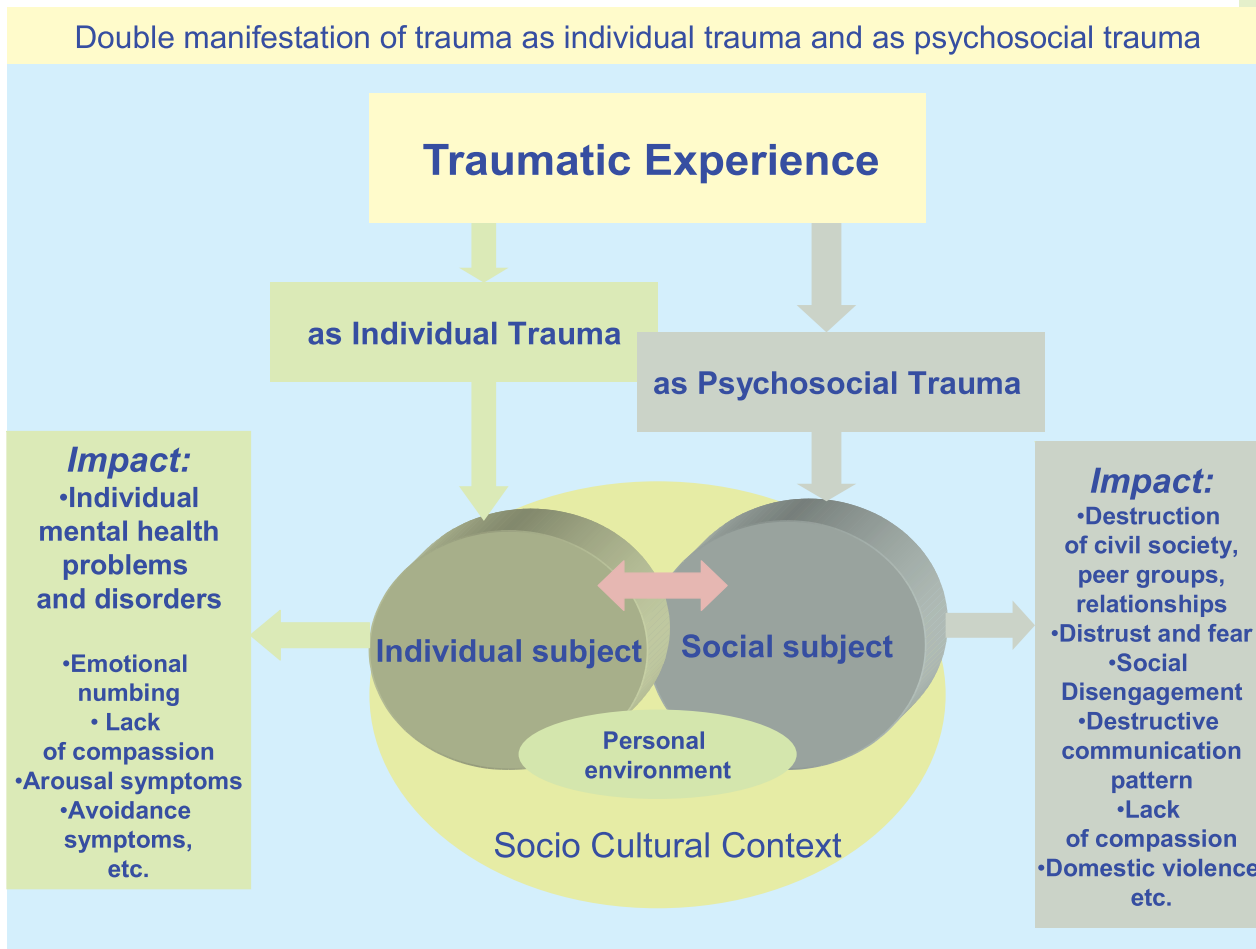 Double manifestation of trauma as individual trauma and as psychosocial trauma
Traumatic Experience
as Individual Trauma
as Psychosocial Trauma
Impact:
•Individual
mental health
problems
and disorders
•Emotional
numbing
• Lack
of compassion
•Arousal symptoms
•Avoidance
symptoms,
etc.
Individual subject
Social subject
Personal
environment
Socio Cultural Context
Impact:
•Destruction
of civil society,
peer groups,
relationships
•Distrust and fear
•Social
Disengagement
•Destructive
communication
pattern
•Lack
of compassion
•Domestic violence
etc.